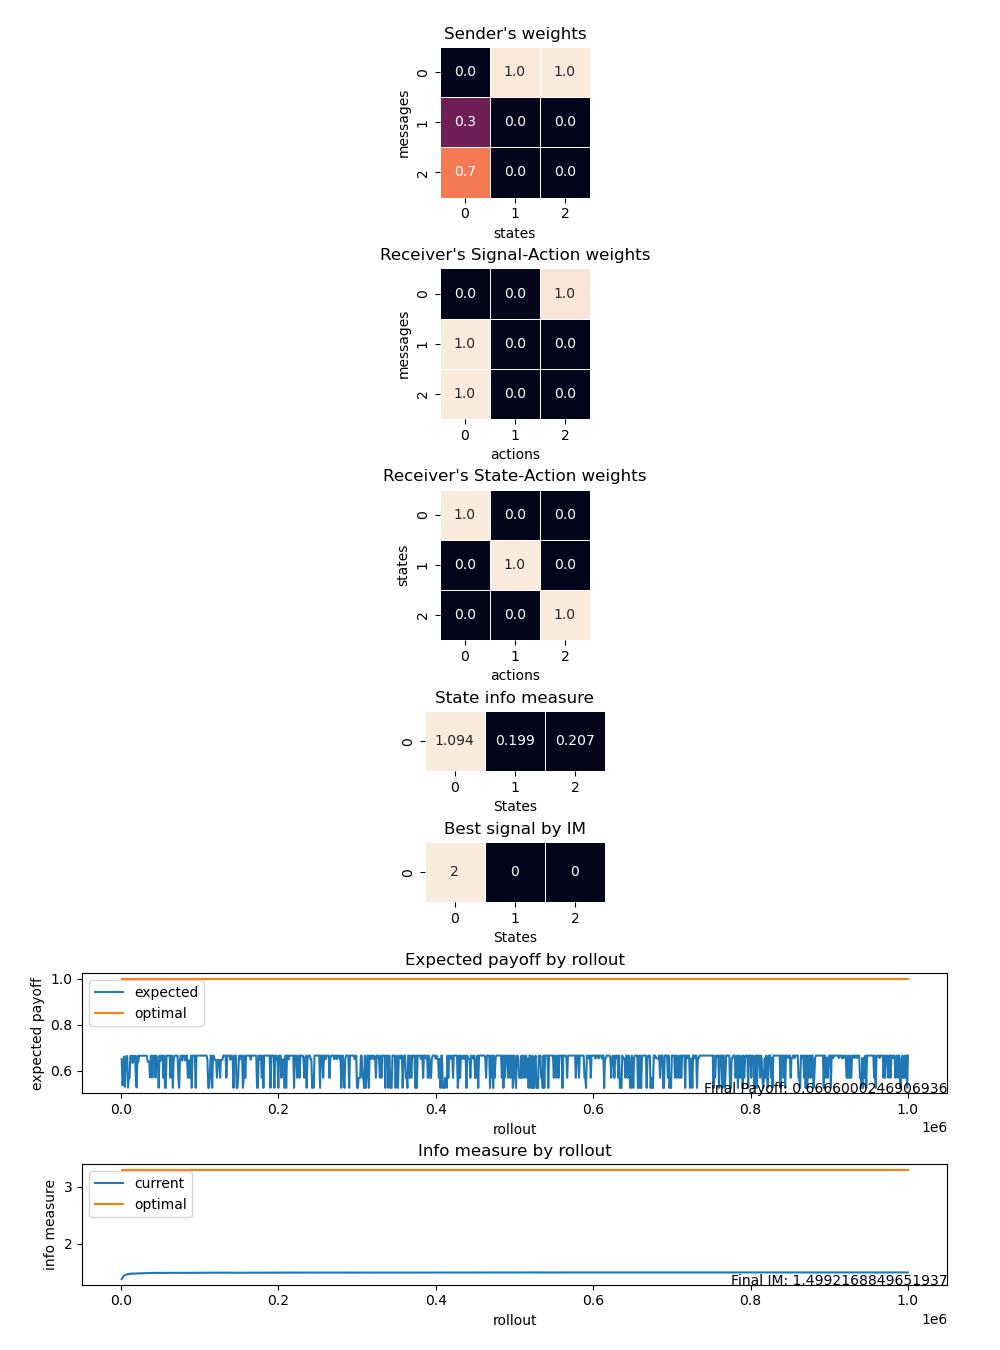 Sender's weights
0 0.0 1.0 1.0
messages
1 0.3 0.0 0.0
2 0.7 0.0 0.0
0 1 2
states
Receiver's Signal-Action weights
0 0.0 0.0 1.0
messages
1 1.0 0.0 0.0
2 1.0 0.0 0.0
0 1 2
actions
Receiver's State-Action weights
0 1.0 0.0 0.0
states
1 0.0 1.0 0.0
2 0.0 0.0 1.0
0 1 2
actions
State info measure
0 1.094 0.199 0.207
0 1 2
States
Best signal by IM
0 2 0 0
0 1 2
States
Expected payoff by rollout
expected payoff
1.0
0.8
0.6
expected
optimal
Final Payoff: 0.6666000246906936
0.0 0.2 0.4 0.6 0.8 1.0
1e6
rollout
Info measure by rollout
info measure
3
2
current
optimal
Final IM: 1.4992168849651937
0.0 0.2 0.4 0.6 0.8 1.0
1e6
rollout